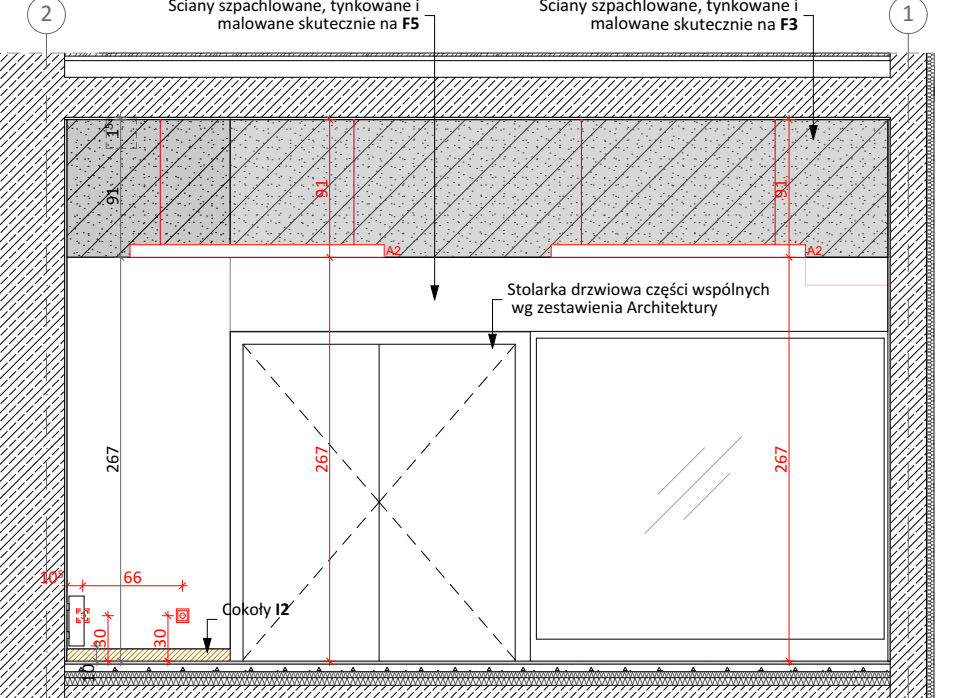 2
Ściany szpachlowane, tynkowane i
malowane skutecznie na F5
Ściany szpachlowane, tynkowane i
malowane skutecznie na F3
1
1⁵
91
91
91
A2
A2
Stolarka drzwiowa części wspólnych
wg zestawienia Architektury
267
267
267
10⁵
66
Cokoły I2
30
30
10